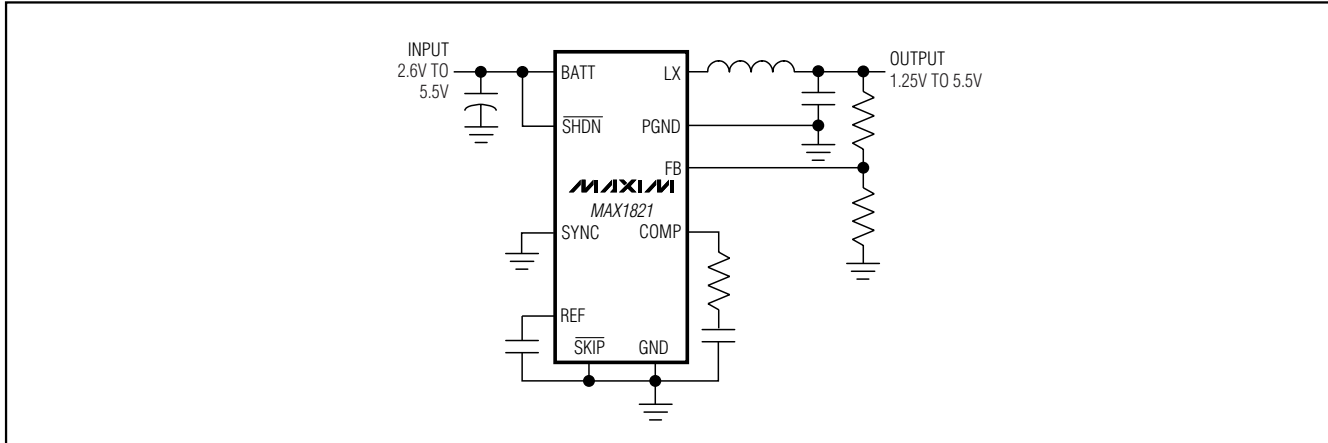 INPUT
2.6V TO
5.5V
BATT
SHDN
SYNC
REF
SKIP
GND
LX
PGND
FB
COMP
MAXIM
MAX1821
OUTPUT
1.25V TO 5.5V